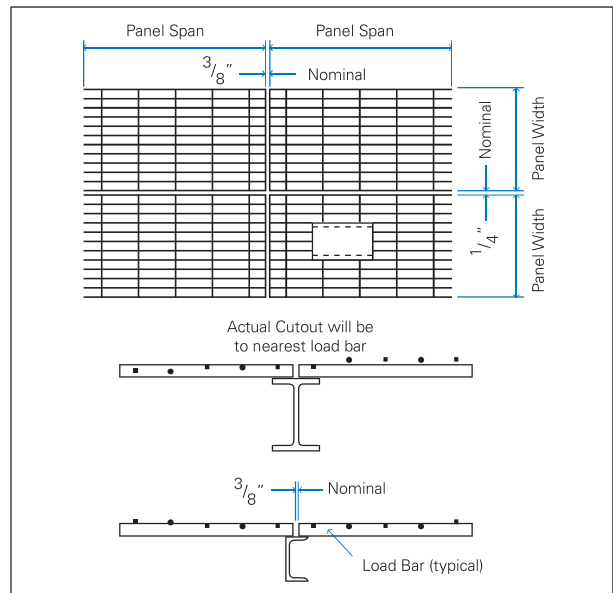 Panel Span
Panel Span
3/8"
Nominal
Nominal
Panel Width
1/4"
Panel Width
Actual Cutout will be
to nearest load bar
3/8"
Nominal
Load Bar (typical)